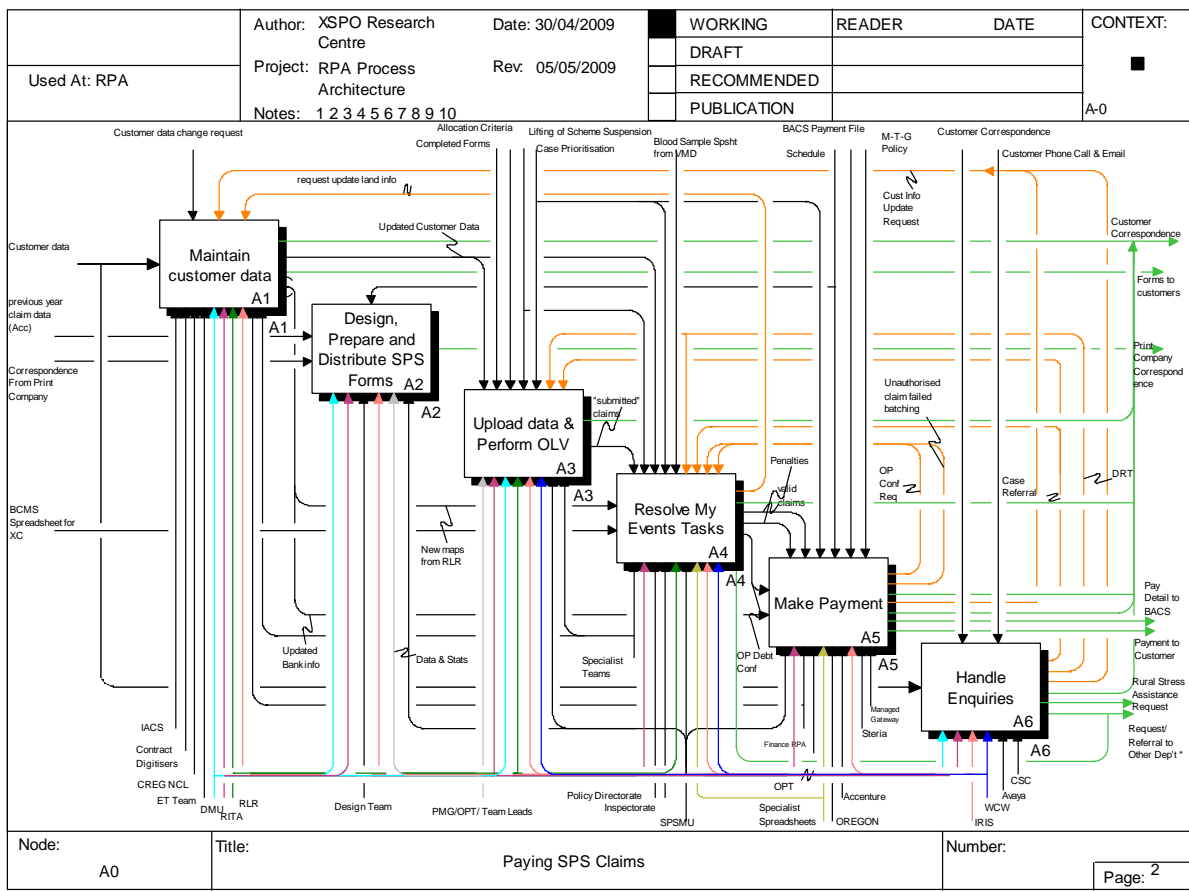 Used At: RPA
Author: XSPO Research
Centre
Date: 30/04/2009
Project: RPA Process
Architecture
Rev: 05/05/2009
Notes: 1 2 3 4 5 6 7 8 9 10
WORKING
DRAFT
RECOMMENDED
PUBLICATION
READER
DATE
CONTEXT:
A-0
Customer data change request
Allocation Criteria
Completed Forms
Lifting of Scheme Suspension
Case Prioritisation
Blood Sample Spsht
from VMD
BACS Payment File
Schedule
M-T-G
Policy
Customer Correspondence
Customer Phone Call & Email
request update land info
Cust Info
Update
Request
Updated Customer Data
Customer
Correspondence
Customer data
Maintain
customer data
A1
A1
Forms to
customers
previous year
claim data
(Acc)
Design,
Prepare and
Distribute SPS
Forms
A2
A2
Print
Company
Correspond
ence
Correspondence
From Print
Company
Unauthorised
claim failed
batching
Upload data &
Perform OLV
A3
A3
"submitted"
claims
Penalties
valid
claims
OP
Conf
Req
Case
Referral
DRT
BCMS
Spreadsheet for
XC
New maps
from RLR
Resolve My
Events Tasks
A4
A4
Make Payment
A5
A5
Pay
Detail to
BACS
Payment to
Customer
Updated
Bank info
Data & Stats
Specialist
Teams
OP Debt
Conf
Handle
Enquiries
A6
A6
Rural Stress
Assistance
Request
Request/
Referral to
Other Dep't *
IACS
Contract
Digitisers
CREG NCL
ET Team
DMU
RITA
RLR
Design Team
PMG/OPT/ Team Leads
Policy Directorate
Inspectorate
SPSMU
Finance RPA
OPT
Specialist
Spreadsheets
OREGON
Accenture
Managed
Gateway
Steria
IRIS
WCW
Avaya
CSC
Node:
A0
Title:
Paying SPS Claims
Number:
Page: 2